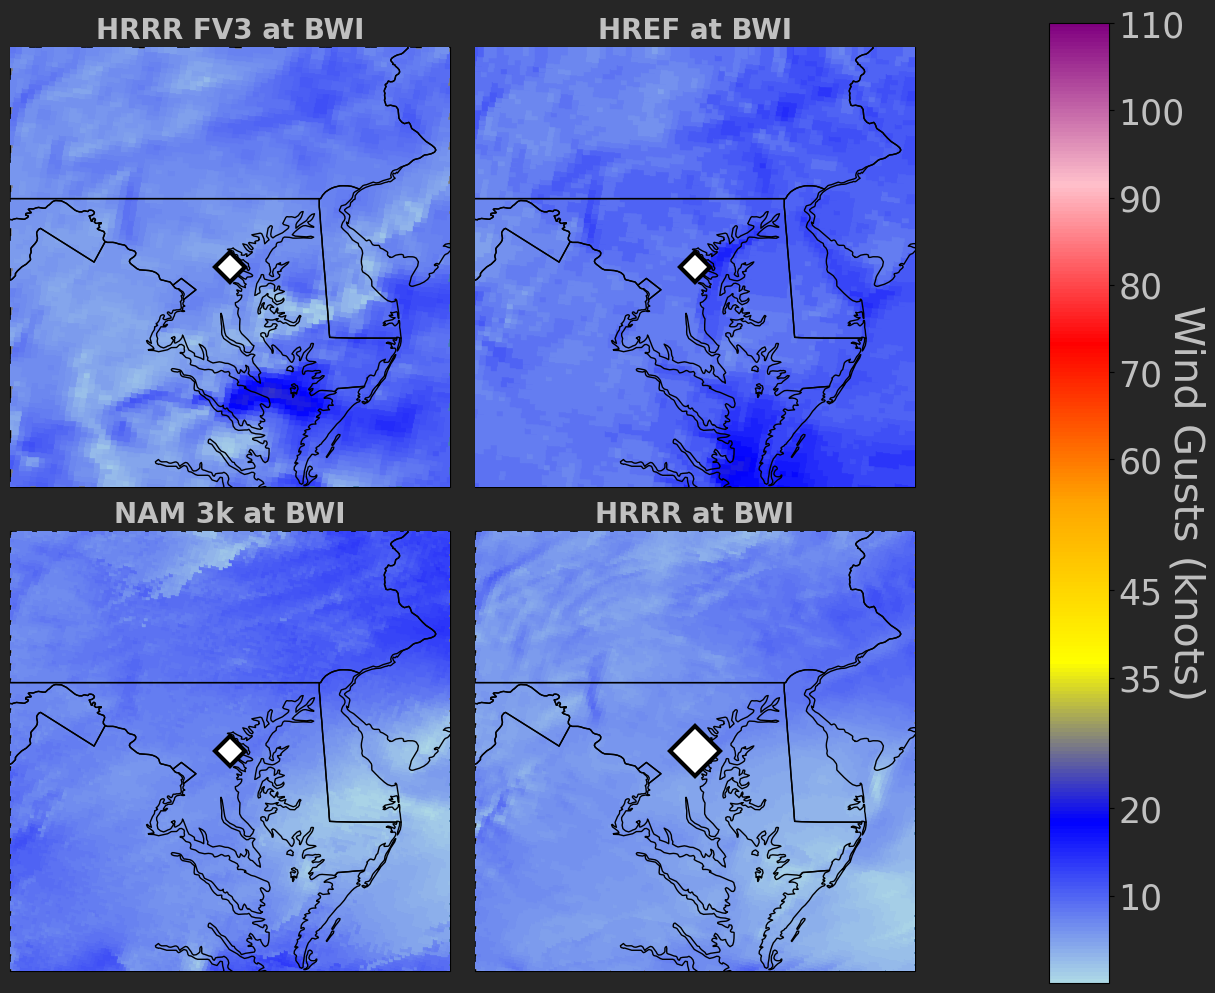 HRRR FV3 at BWI
HREF at BWI
NAM 3k at BWI
HRRR at BWI
110
100
90
80
70
60
45
35
20
10
Wind Gusts (knots)